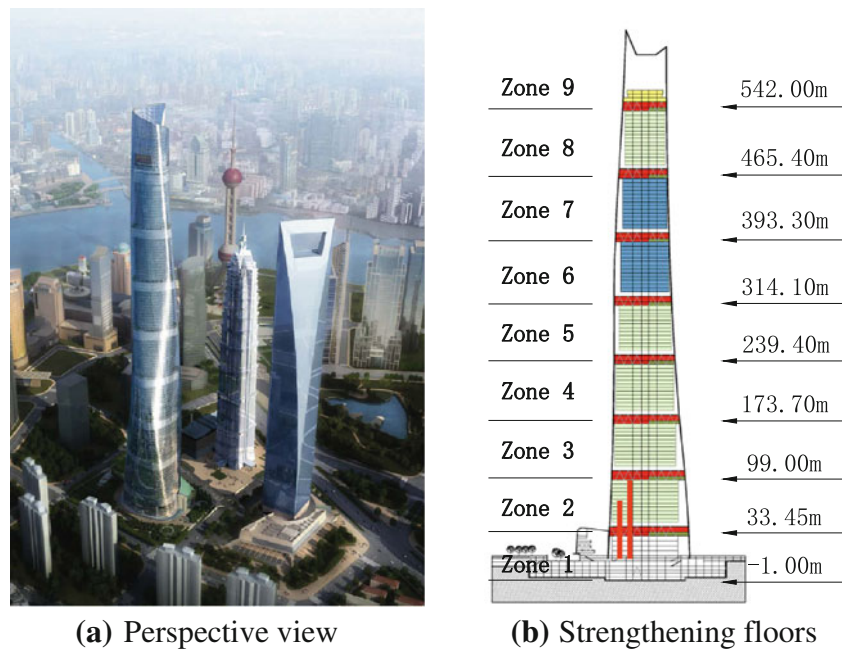 Zone 9
542.00m
Zone 8
465.40m
Zone 7
393.30m
Zone 6
314.10m
Zone 5
239.40m
Zone 4
173.70m
Zone 3
99.00m
Zone 2
33.45m
Zone 1
-1.00m
(a) Perspective view
(b) Strengthening floors